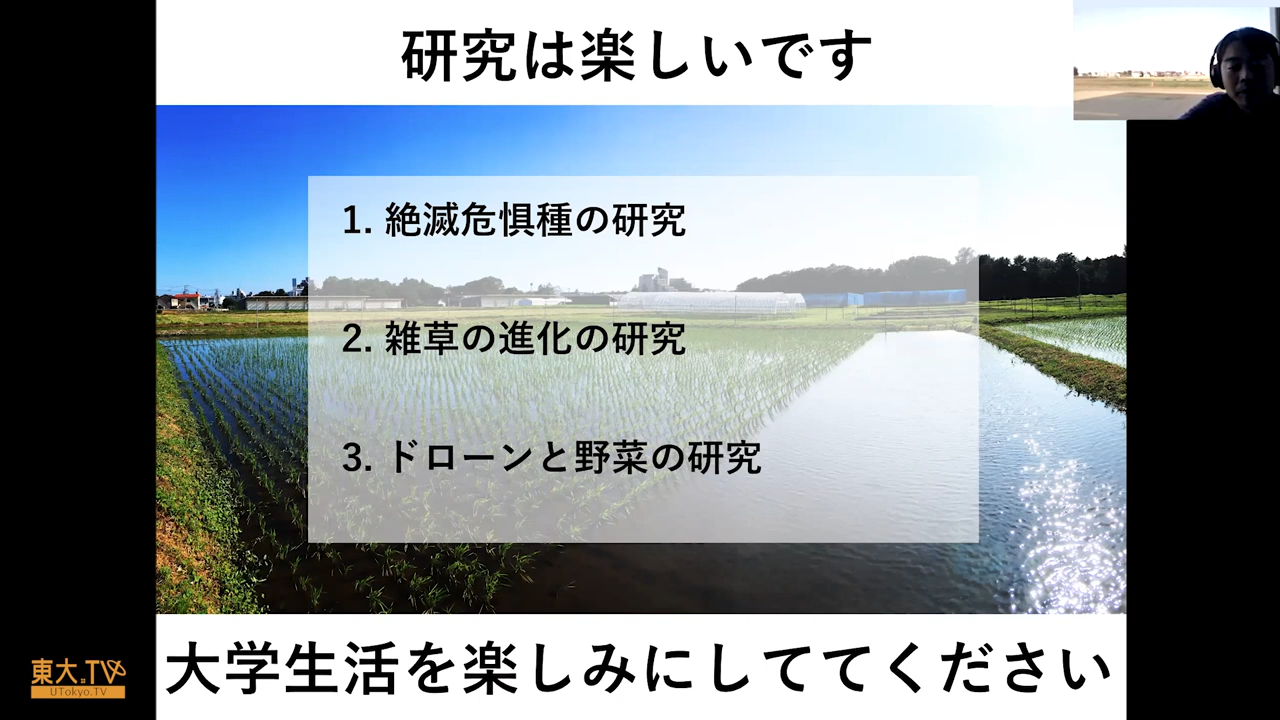 研究は楽しいです
1. 絶滅危惧種の研究
2. 雑草の進化の研究
3. ドローンと野菜の研究
大学生活を楽しみにしててください
東大.TV
UTokyo.TV